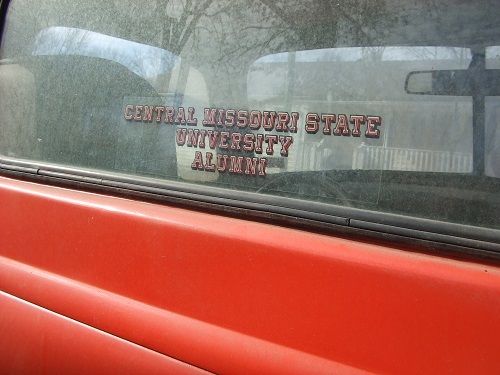 CENTRAL MISSOURI STATE
UNIVERSITY
ALUMNI